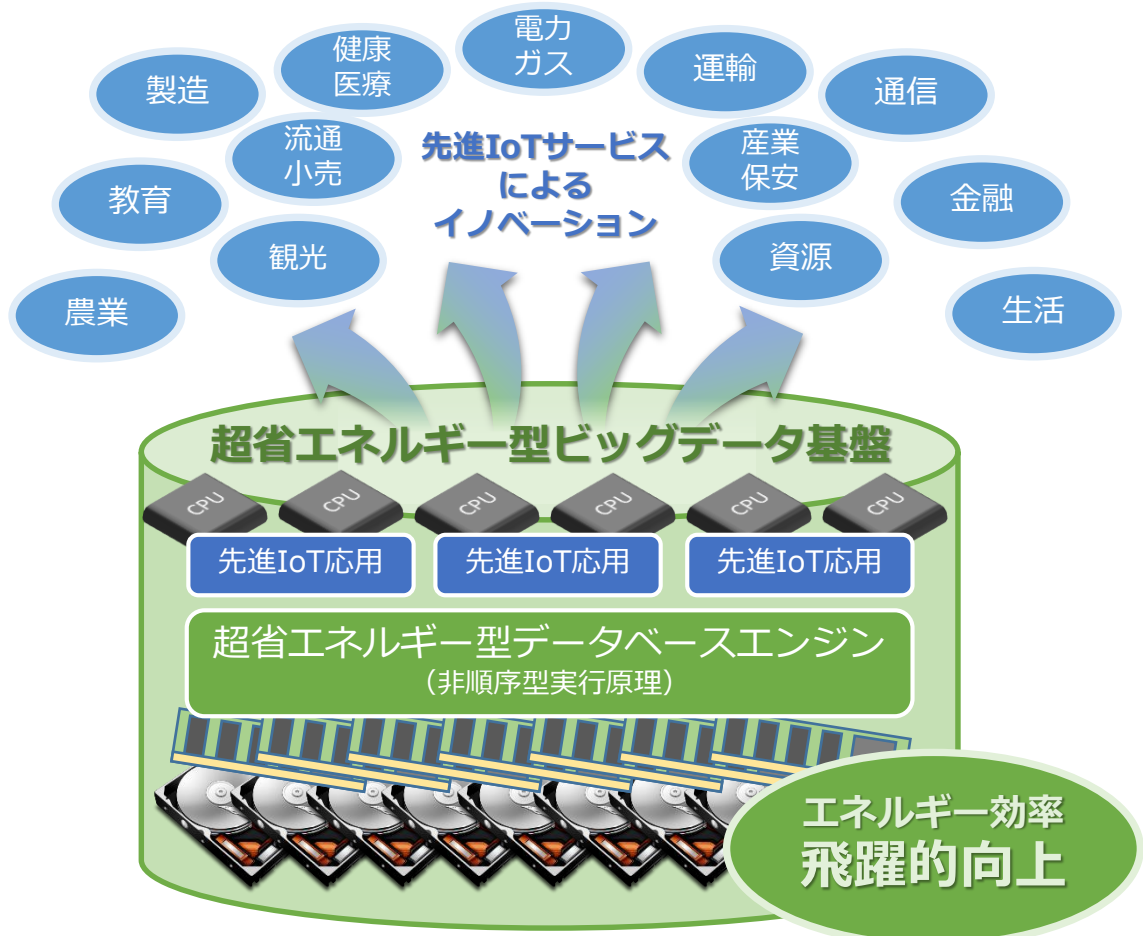 電力
ガス
健康
医療
運輸
製造
通信
流通
小売
先進IoTサービス
による
イノベーション
産業
保安
教育
金融
観光
資源
農業
生活
超省エネルギー型ビッグデータ基盤
CPU
CPU
CPU
CPU
CPU
CPU
先進IoT応用
先進IoT応用
先進IoT応用
超省エネルギー型データベースエンジン
（非順序型実行原理）
エネルギー効率
飛躍的向上